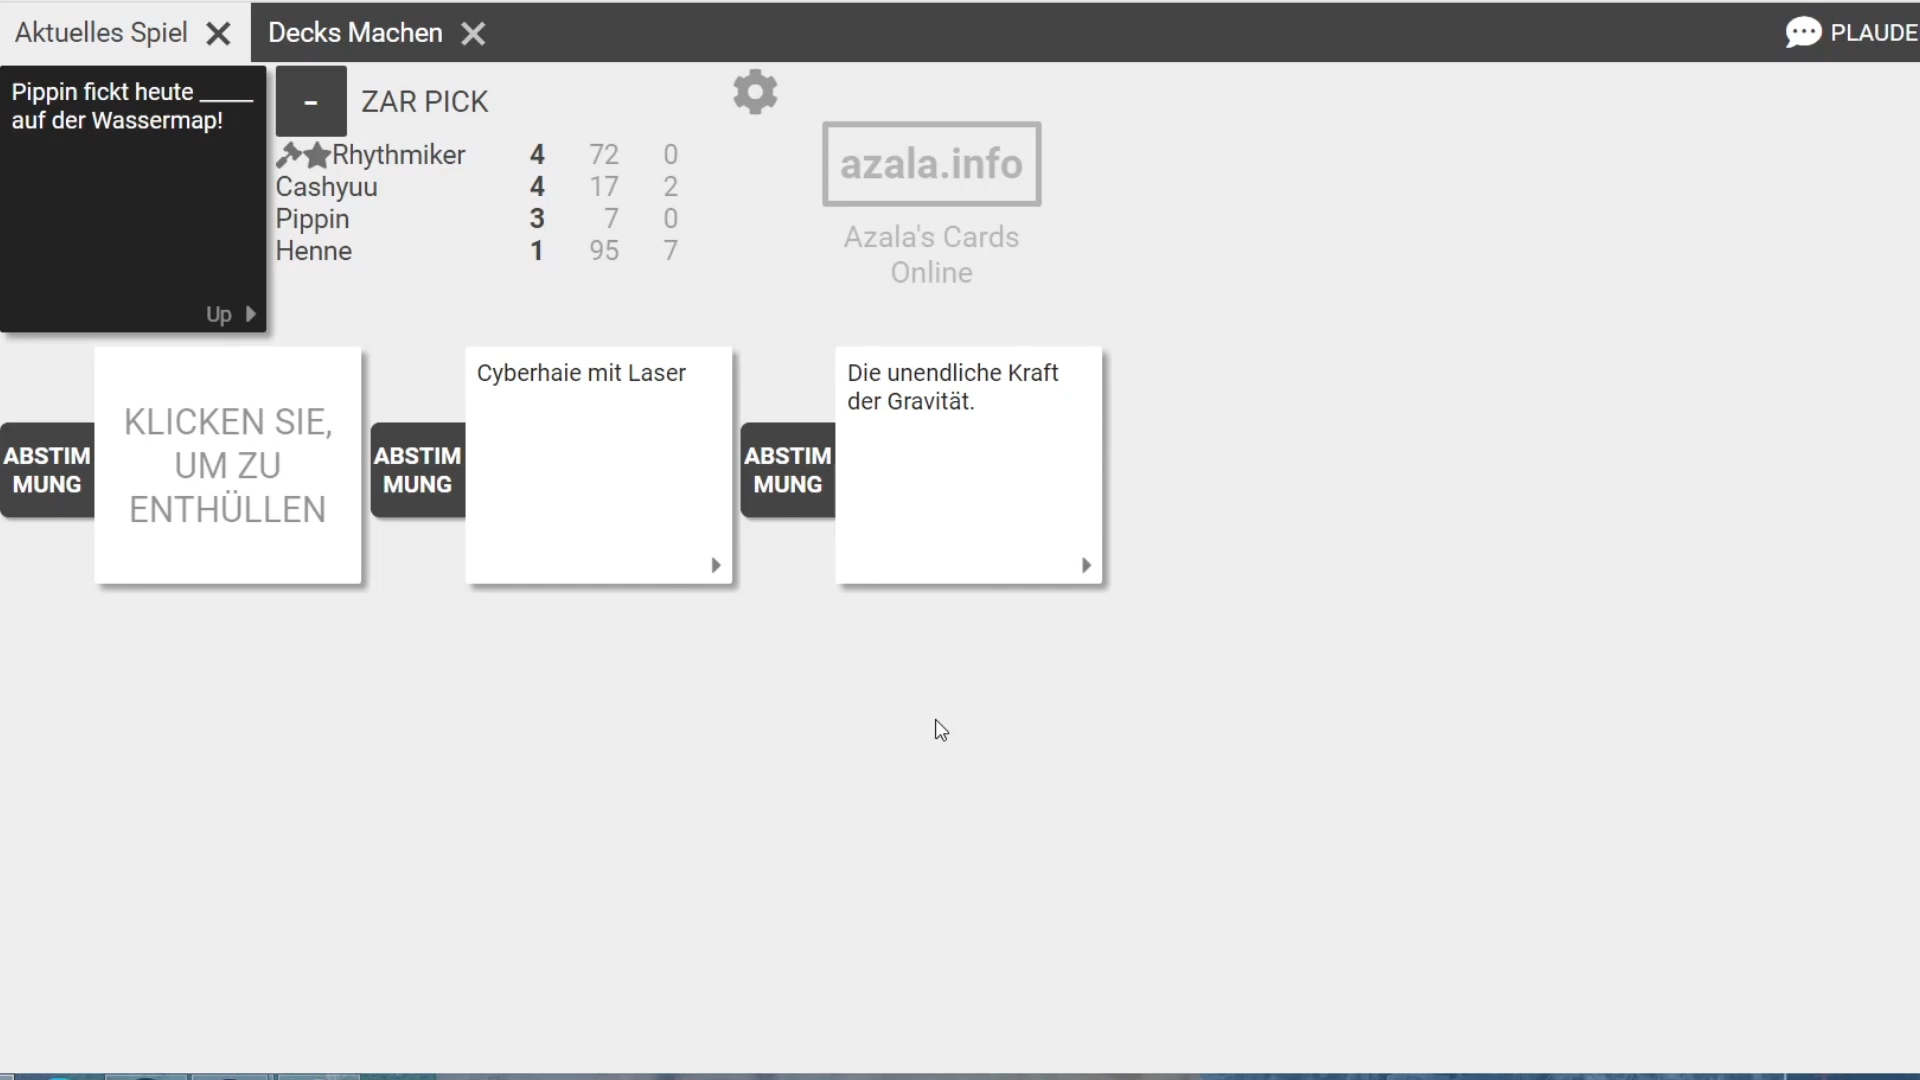 Aktuelles Spiel
Decks Machen
PLAUDE
Pippin fickt heute _____
auf der Wassermap!
Up
-
ZAR PICK
Rhythmiker 4 72 0
Cashyuu 4 17 2
Pippin 3 7 0
Henne 1 95 7
azala.info
Azala's Cards
Online
ABSTIM
MUNG
KLICKEN SIE,
UM ZU
ENTHÜLLEN
ABSTIM
MUNG
Cyberhaie mit Laser
ABSTIM
MUNG
Die unendliche Kraft
der Gravität.